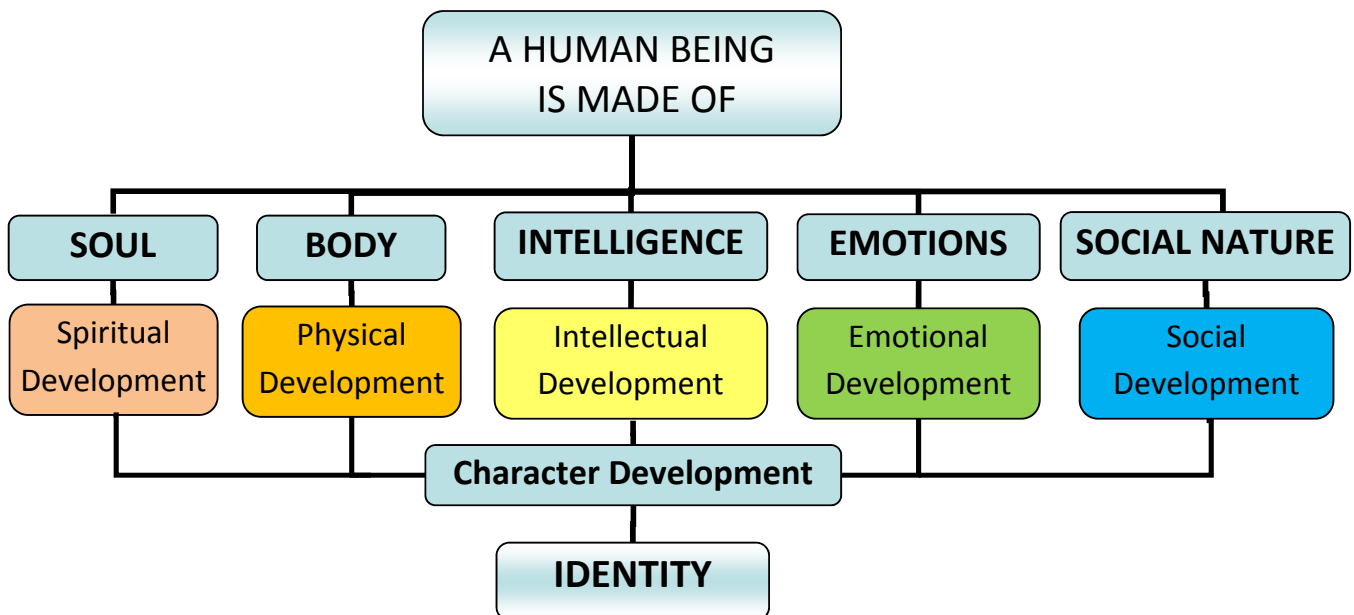 A HUMAN BEING
IS MADE OF
SOUL
BODY
INTELLIGENCE
EMOTIONS
SOCIAL NATURE
Spiritual
Development
Physical
Development
Intellectual
Development
Emotional
Development
Social
Development
Character Development
IDENTITY